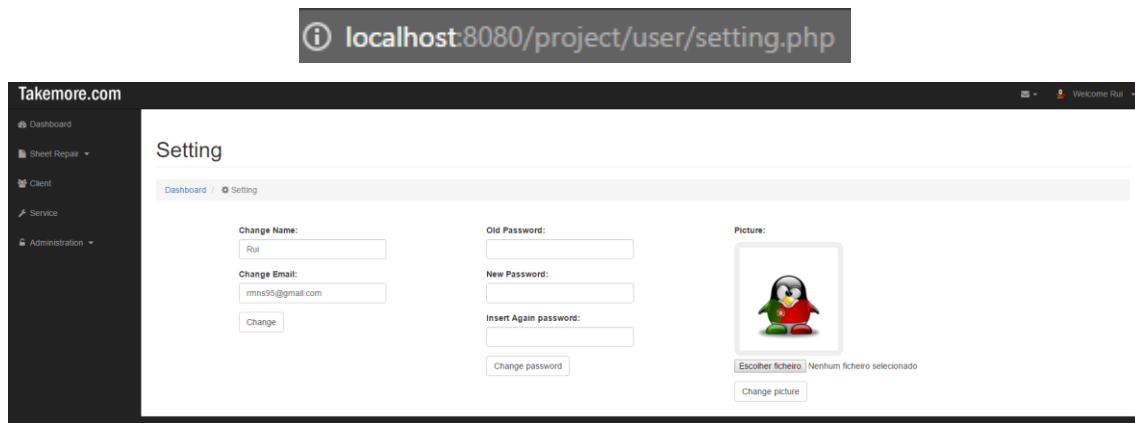 localhost:8080/project/user/setting.php
Takemore.com
Welcome Rui
Dashboard
Sheet Repair
Client
Service
Administration
Setting
Dashboard / Setting
Change Name:
Rui
Change Email:
rmns95@gmail.com
Change
Old Password:
New Password:
Insert Again password:
Change password
Picture:
Escolher ficheiro Nenhum ficheiro selecionado
Change picture